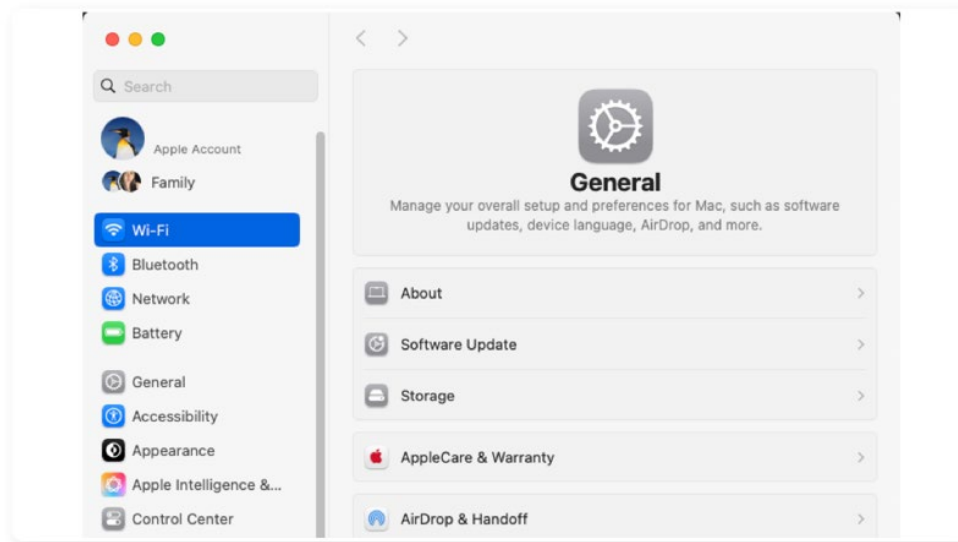 Search
Apple Account
Family
Wi-Fi
Bluetooth
Network
Battery
General
Accessibility
Appearance
Apple Intelligence &...
Control Center
General
Manage your overall setup and preferences for Mac, such as software
updates, device language, AirDrop, and more.
About
Software Update
Storage
AppleCare & Warranty
AirDrop & Handoff